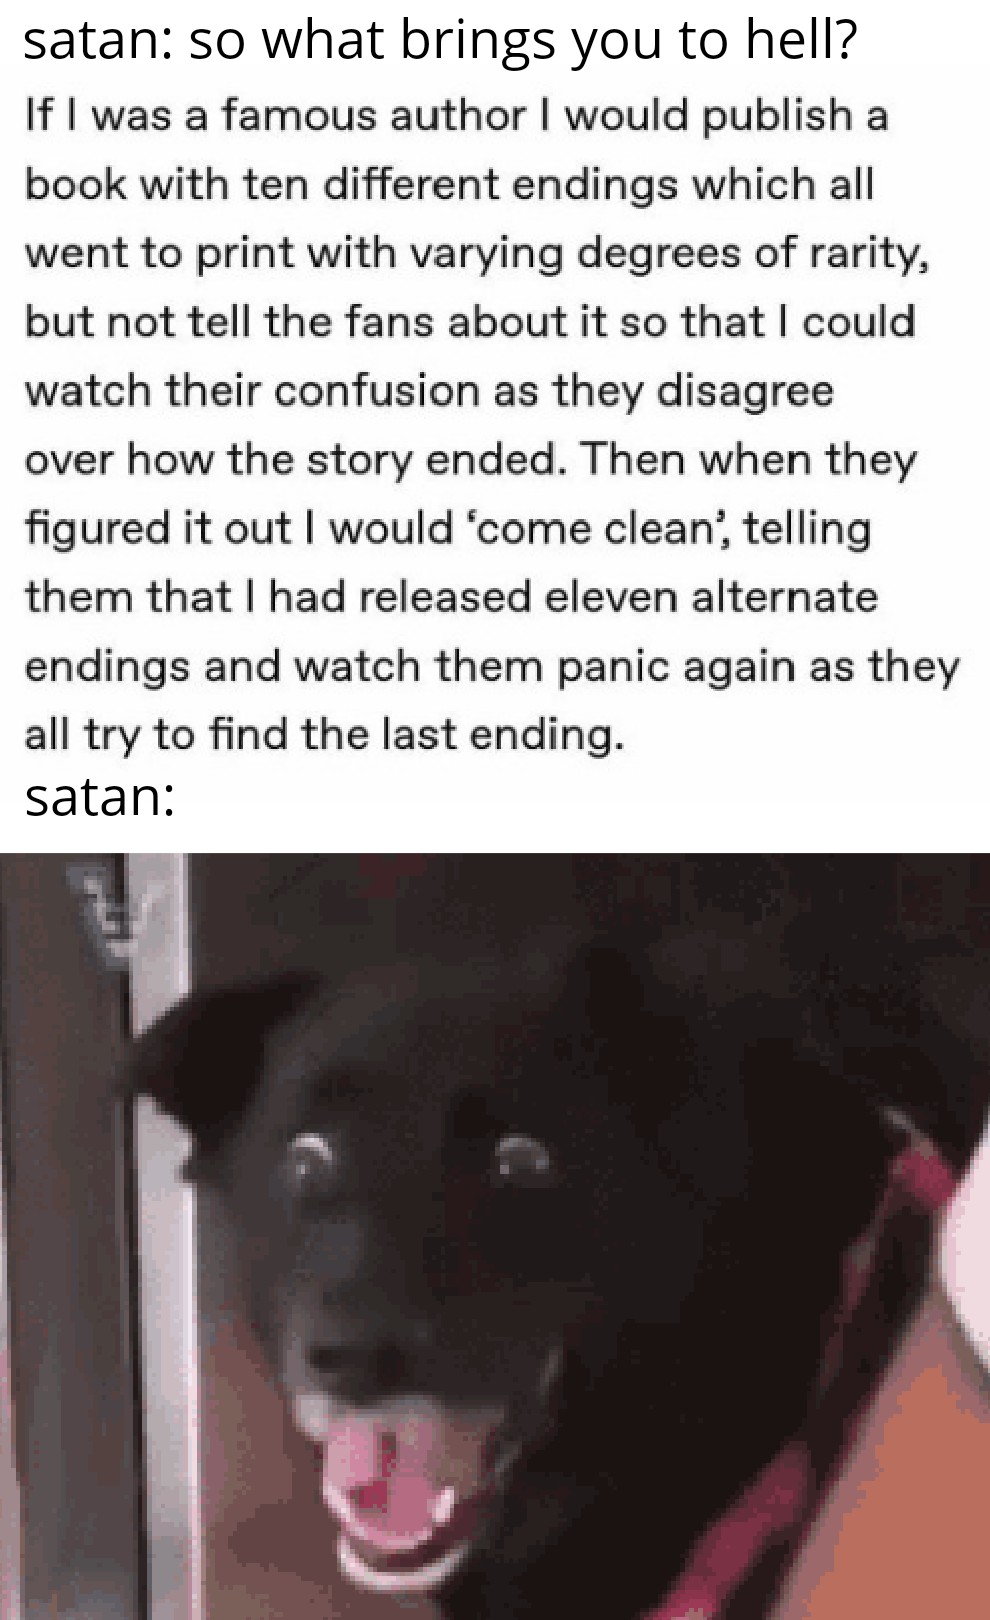 satan: so what brings you to hell?
If I was a famous author I would publish a
book with ten different endings which all
went to print with varying degrees of rarity,
but not tell the fans about it so that I could
watch their confusion as they disagree
over how the story ended. Then when they
figured it out I would ‘come clean’, telling
them that I had released eleven alternate
endings and watch them panic again as they
all try to find the last ending.
satan: